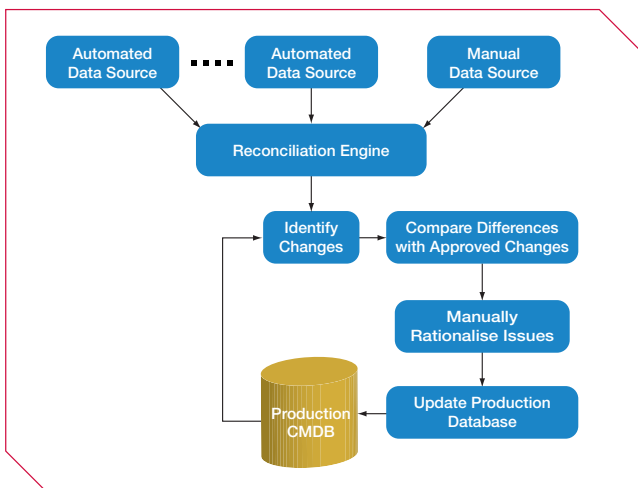 Automated
Data Source
Automated
Data Source
Manual
Data Source
Reconciliation Engine
Identify
Changes
Compare Differences
with Approved Changes
Manually
Rationalise Issues
Production
CMDB
Update Production
Database